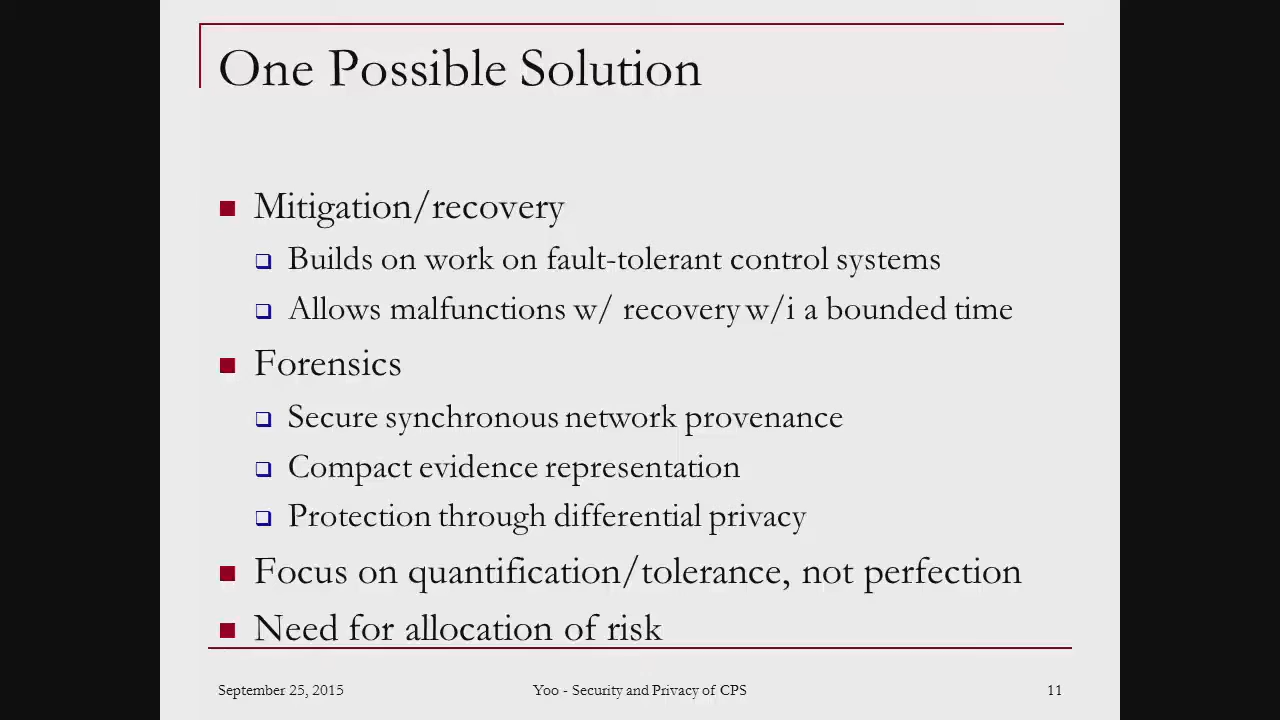 One Possible Solution
Mitigation/recovery
Builds on work on fault-tolerant control systems
Allows malfunctions w/ recovery w/i a bounded time
Forensics
Secure synchronous network provenance
Compact evidence representation
Protection through differential privacy
Focus on quantification/tolerance, not perfection
Need for allocation of risk
September 25, 2015 Yoo - Security and Privacy of CPS 11